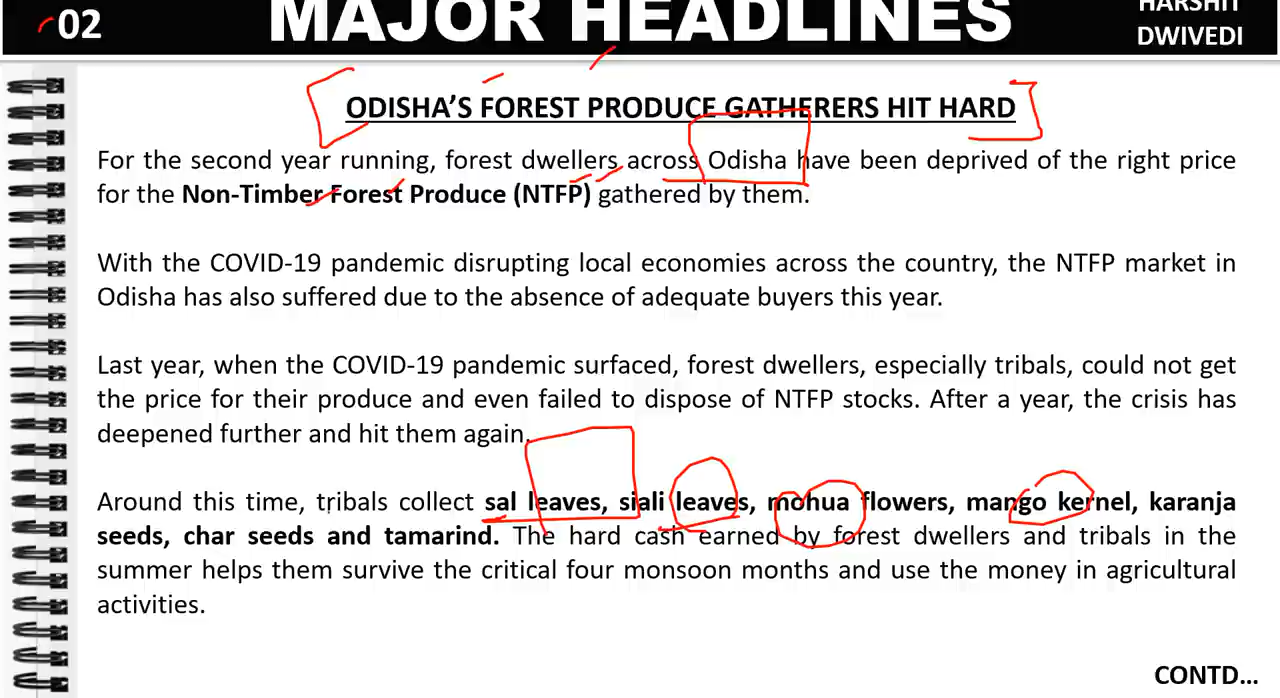 02
MAJOR HEADLINES
HARSHIT
DWIVEDI
ODISHA'S FOREST PRODUCE GATHERERS HIT HARD
For the second year running, forest dwellers across Odisha have been deprived of the right price
for the Non-Timber Forest Produce (NTFP) gathered by them.
With the COVID-19 pandemic disrupting local economies across the country, the NTFP market in
Odisha has also suffered due to the absence of adequate buyers this year.
Last year, when the COVID-19 pandemic surfaced, forest dwellers, especially tribals, could not get
the price for their produce and even failed to dispose of NTFP stocks. After a year, the crisis has
deepened further and hit them again.
Around this time, tribals collect sal leaves, siali leaves, mohua flowers, mango kernel, karanja
seeds, char seeds and tamarind. The hard cash earned by forest dwellers and tribals in the
summer helps them survive the critical four monsoon months and use the money in agricultural
activities.
CONTD...